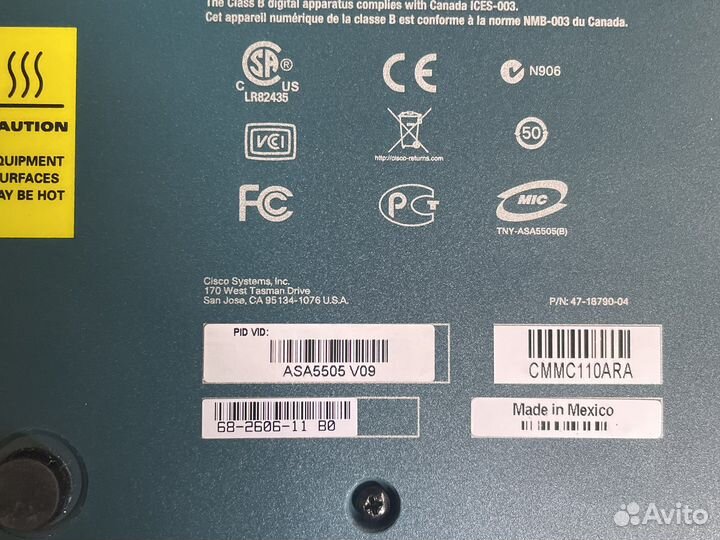 The Class B digital apparatus complies with Canada ICES-003.
Cet appareil numérique de la classe B est conforme à la norme NMB-003 du Canada.
CAUTION
EQUIPMENT
SURFACES
MAY BE HOT
CSA ®
C US
LR82435
CE
N906
VCI
http://cisco-returns.com
50
FC
PCT
MIC
TNY-ASA5505(B)
Cisco Systems, Inc.
170 West Tasman Drive
San Jose, CA 95134-1076 U.S.A.
P/N: 47-18790-04
PID VID:
ASA5505 V09
CMMC110ARA
68-2606-11 B0
Made in Mexico
Avito